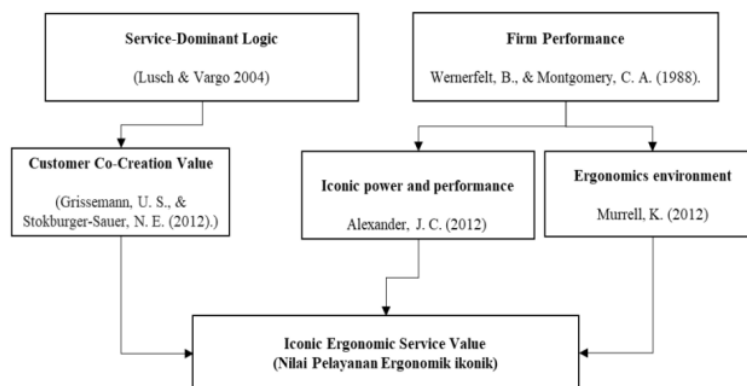 Service-Dominant Logic
(Lusch & Vargo 2004)
Firm Performance
Wernerfelt, B., & Montgomery, C. A. (1988).
Customer Co-Creation Value
(Grissemann, U. S., &
Stokburger-Sauer, N. E. (2012).)
Iconic power and performance
Alexander, J. C. (2012)
Ergonomics environment
Murrell, K. (2012)
Iconic Ergonomic Service Value
(Nilai Pelayanan Ergonomik ikonik)